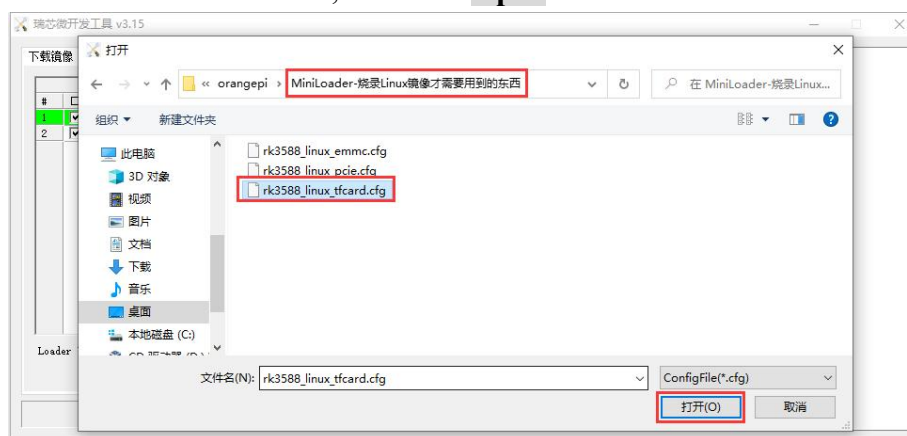 瑞芯微开发工具 v3.15
下载镜像
打开
« orangepi › MiniLoader-烧录Linux镜像才需要用到的东西
在 MiniLoader-烧录Linux...
组织
新建文件夹
#
1
2
此电脑
3D 对象
视频
图片
文档
下载
音乐
桌面
本地磁盘 (C:)
rk3588_linux_emmc.cfg
rk3588_linux_pcie.cfg
rk3588_linux_tfcard.cfg
Loader
文件名(N): rk3588_linux_tfcard.cfg
ConfigFile(*.cfg)
打开(O)
取消